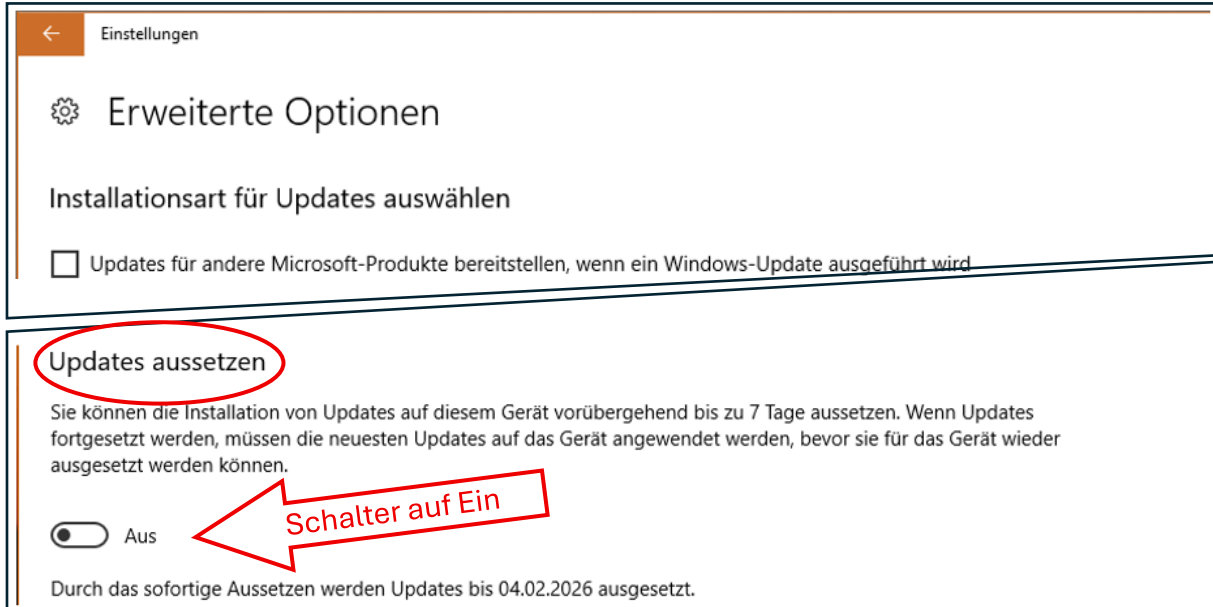 Einstellungen
Erweiterte Optionen
Installationsart für Updates auswählen
Updates für andere Microsoft-Produkte bereitstellen, wenn ein Windows-Update ausgeführt wird
Updates aussetzen
Sie können die Installation von Updates auf diesem Gerät vorübergehend bis zu 7 Tage aussetzen. Wenn Updates
fortgesetzt werden, müssen die neuesten Updates auf das Gerät angewendet werden, bevor sie für das Gerät wieder
ausgesetzt werden können.
Schalter auf Ein
Aus
Durch das sofortige Aussetzen werden Updates bis 04.02.2026 ausgesetzt.